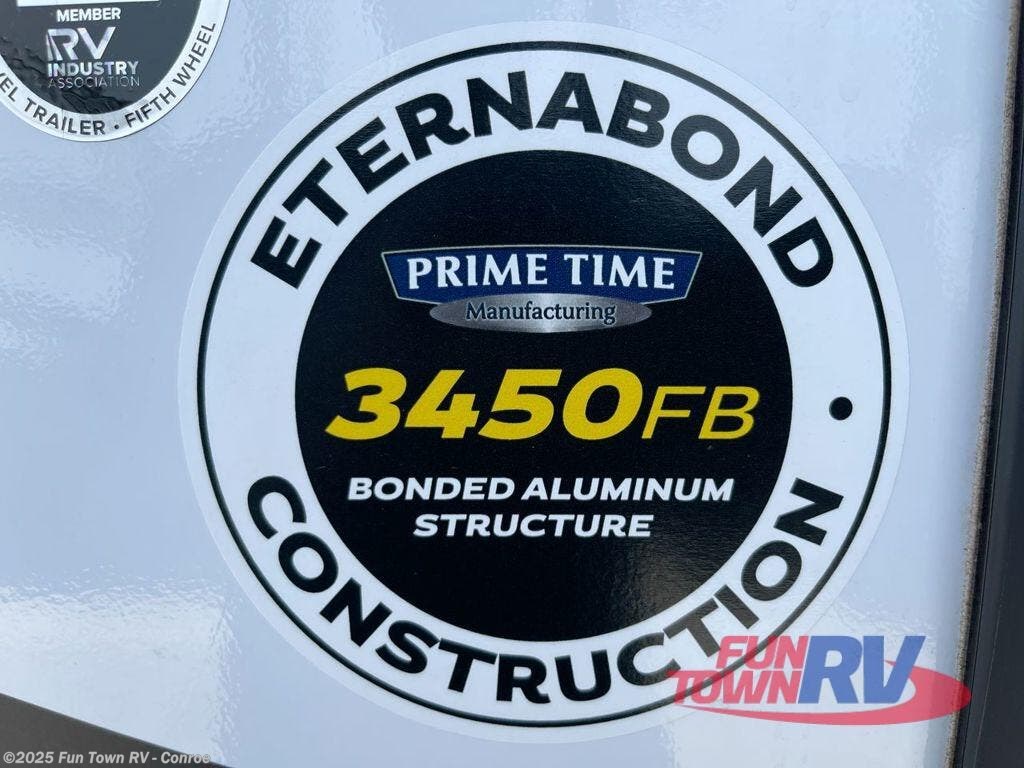 MEMBER
RV
INDUSTRY
ASSOCIATION
TRAILER • FIFTH WHEEL
ETERNABOND
PRIME TIME
Manufacturing
3450FB
BONDED ALUMINUM
STRUCTURE
CONSTRUCTION •
FUN
TOWN RV
©2025 Fun Town RV - Conroe